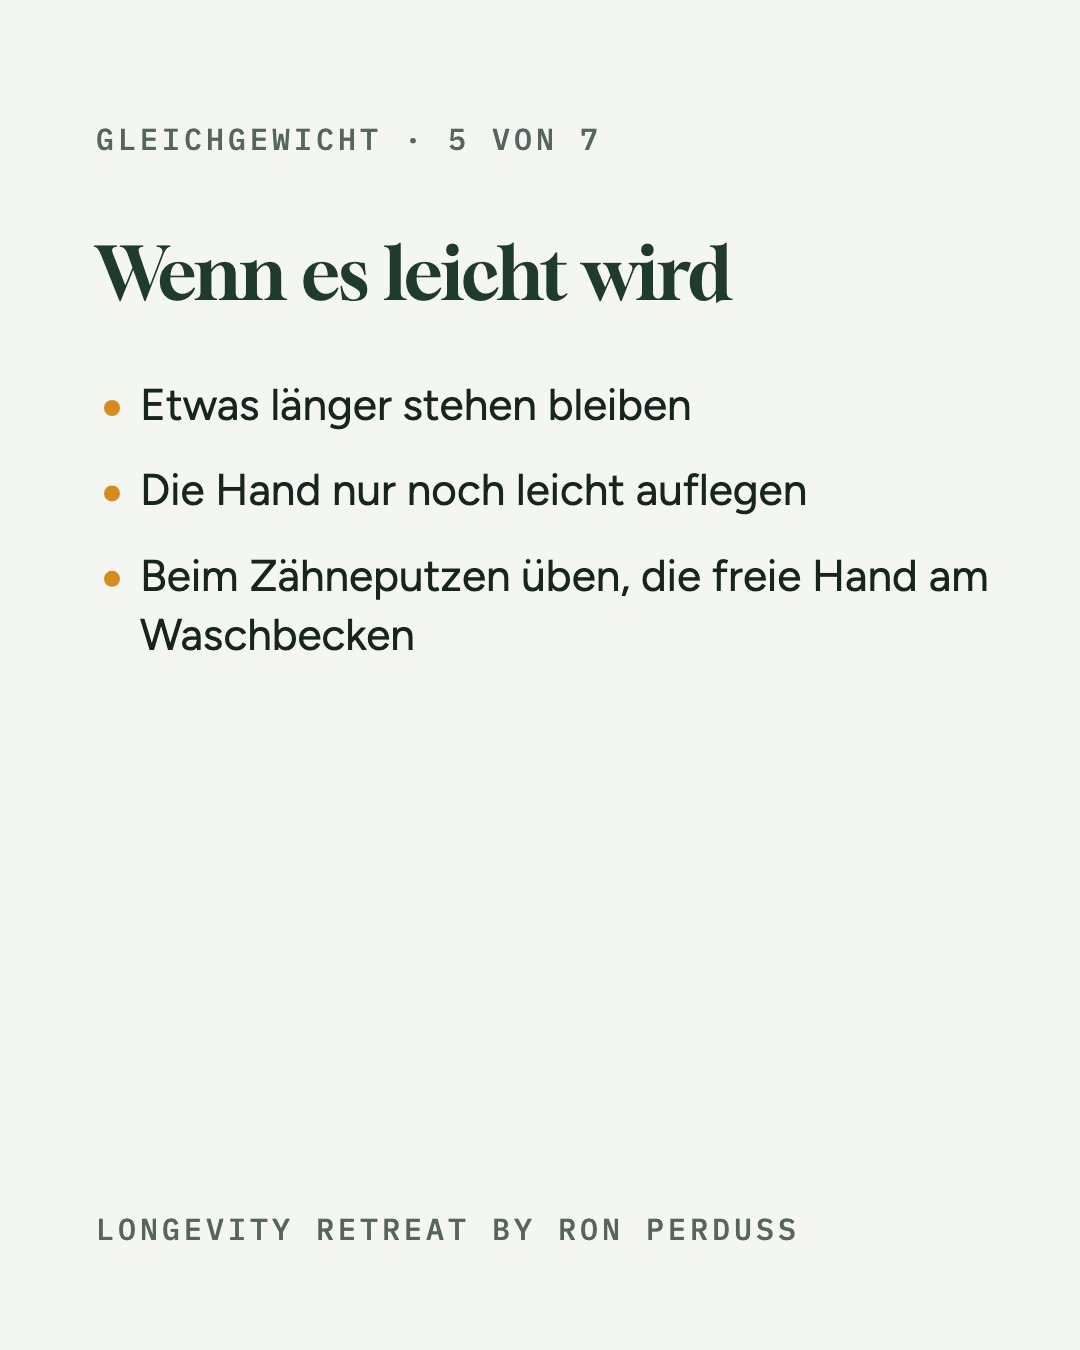 GLEICHGEWICHT · 5 VON 7
Wenn es leicht wird
• Etwas länger stehen bleiben
• Die Hand nur noch leicht auflegen
• Beim Zähneputzen üben, die freie Hand am
Waschbecken
LONGEVITY RETREAT BY RON PERDUSS